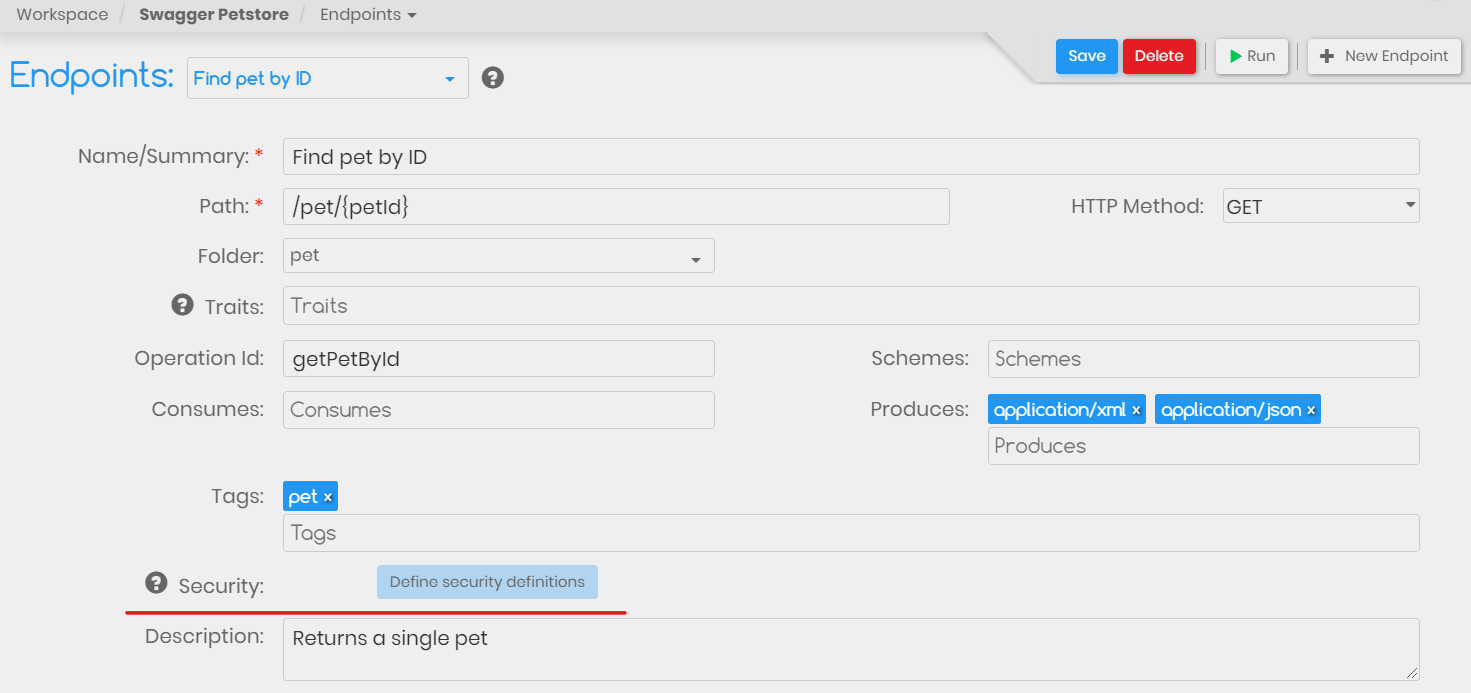 Workspace / Swagger Petstore / Endpoints
Save Delete Run New Endpoint
Endpoints: Find pet by ID ?
Name/Summary: * Find pet by ID
Path: * /pet/{petId} HTTP Method: GET
Folder: pet
? Traits: Traits
Operation Id: getPetById Schemes: Schemes
Consumes: Consumes Produces: application/xml x application/json x
Produces
Tags: pet x
Tags
? Security: Define security definitions
Description: Returns a single pet